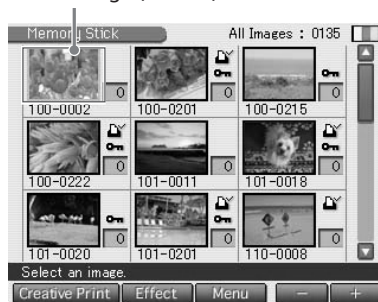 Memory Stick All Images : 0135
0 0 0
100-0002 100-0201 100-0215
0 0 0
100-0222 101-0011 101-0018
0 0 0
101-0020 101-0201 110-0008
Select an image.
Creative Print Effect Menu − +